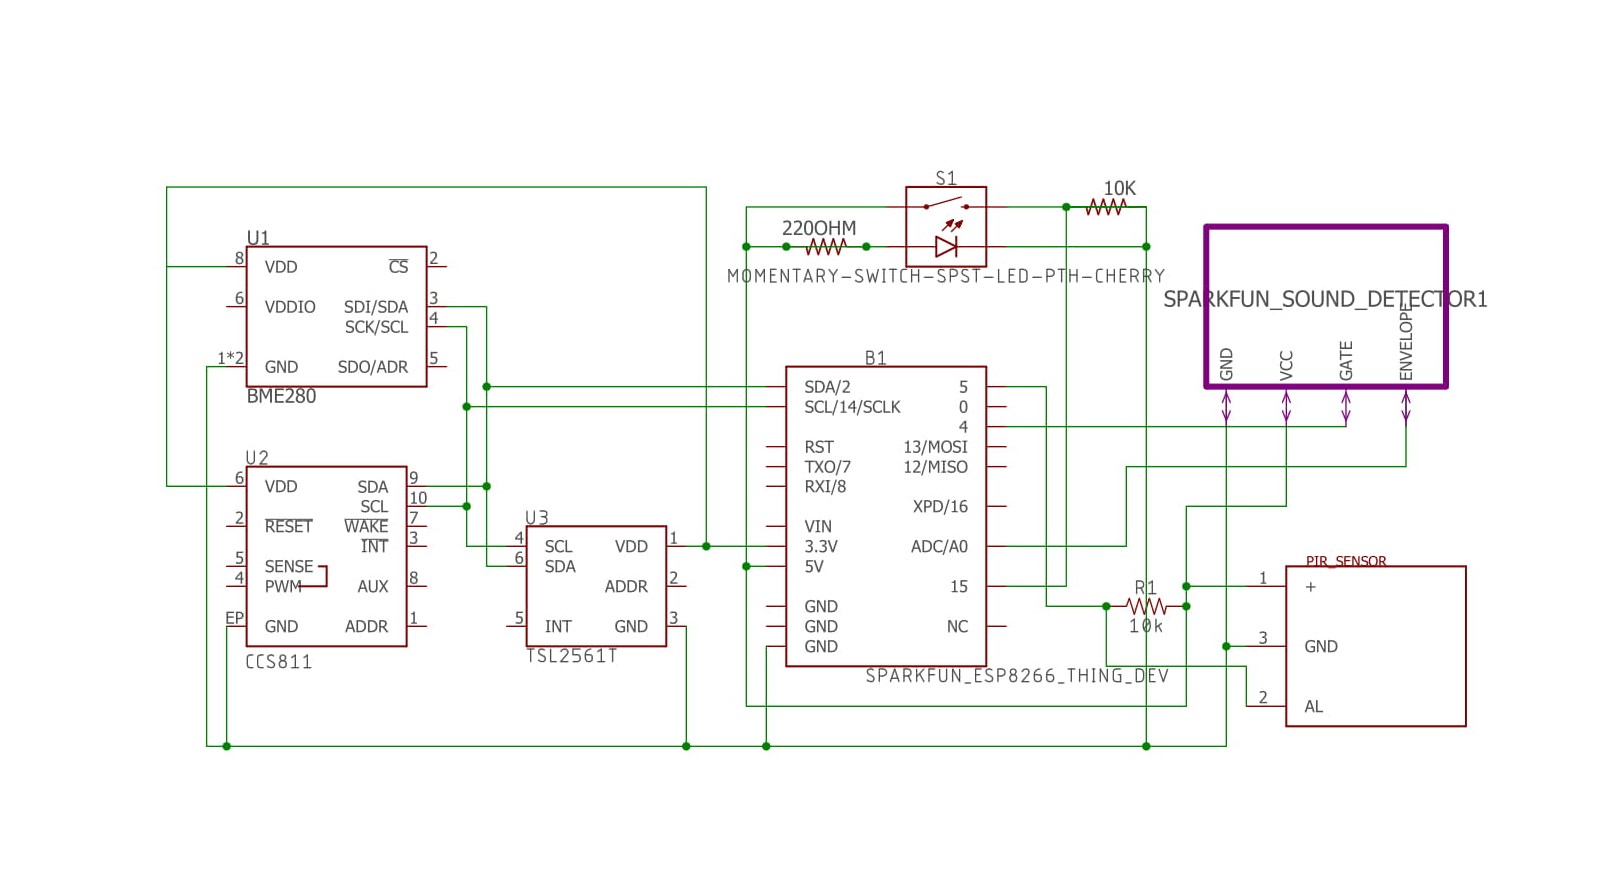 S1
10K
220OHM
MOMENTARY-SWITCH-SPST-LED-PTH-CHERRY
U1
8 VDD CS 2
6 VDDIO SDI/SDA 3
SCK/SCL 4
1*2 GND SDO/ADR 5
BME280
U2
6 VDD SDA 9
SCL 10
2 RESET WAKE 7
INT 3
5 SENSE
4 PWM AUX 8
EP GND ADDR 1
CCS811
U3
4 SCL VDD 1
6 SDA
ADDR 2
5 INT GND 3
TSL2561T
B1
SDA/2 5
SCL/14/SCLK 0
4
RST 13/MOSI
TXO/7 12/MISO
RXI/8
XPD/16
VIN
3.3V ADC/A0
5V
15
GND
GND NC
GND
SPARKFUN_ESP8266_THING_DEV
R1
10k
SPARKFUN_SOUND_DETECTOR1
GND
VCC
GATE
ENVELOPE
PIR_SENSOR
1 +
3 GND
2 AL